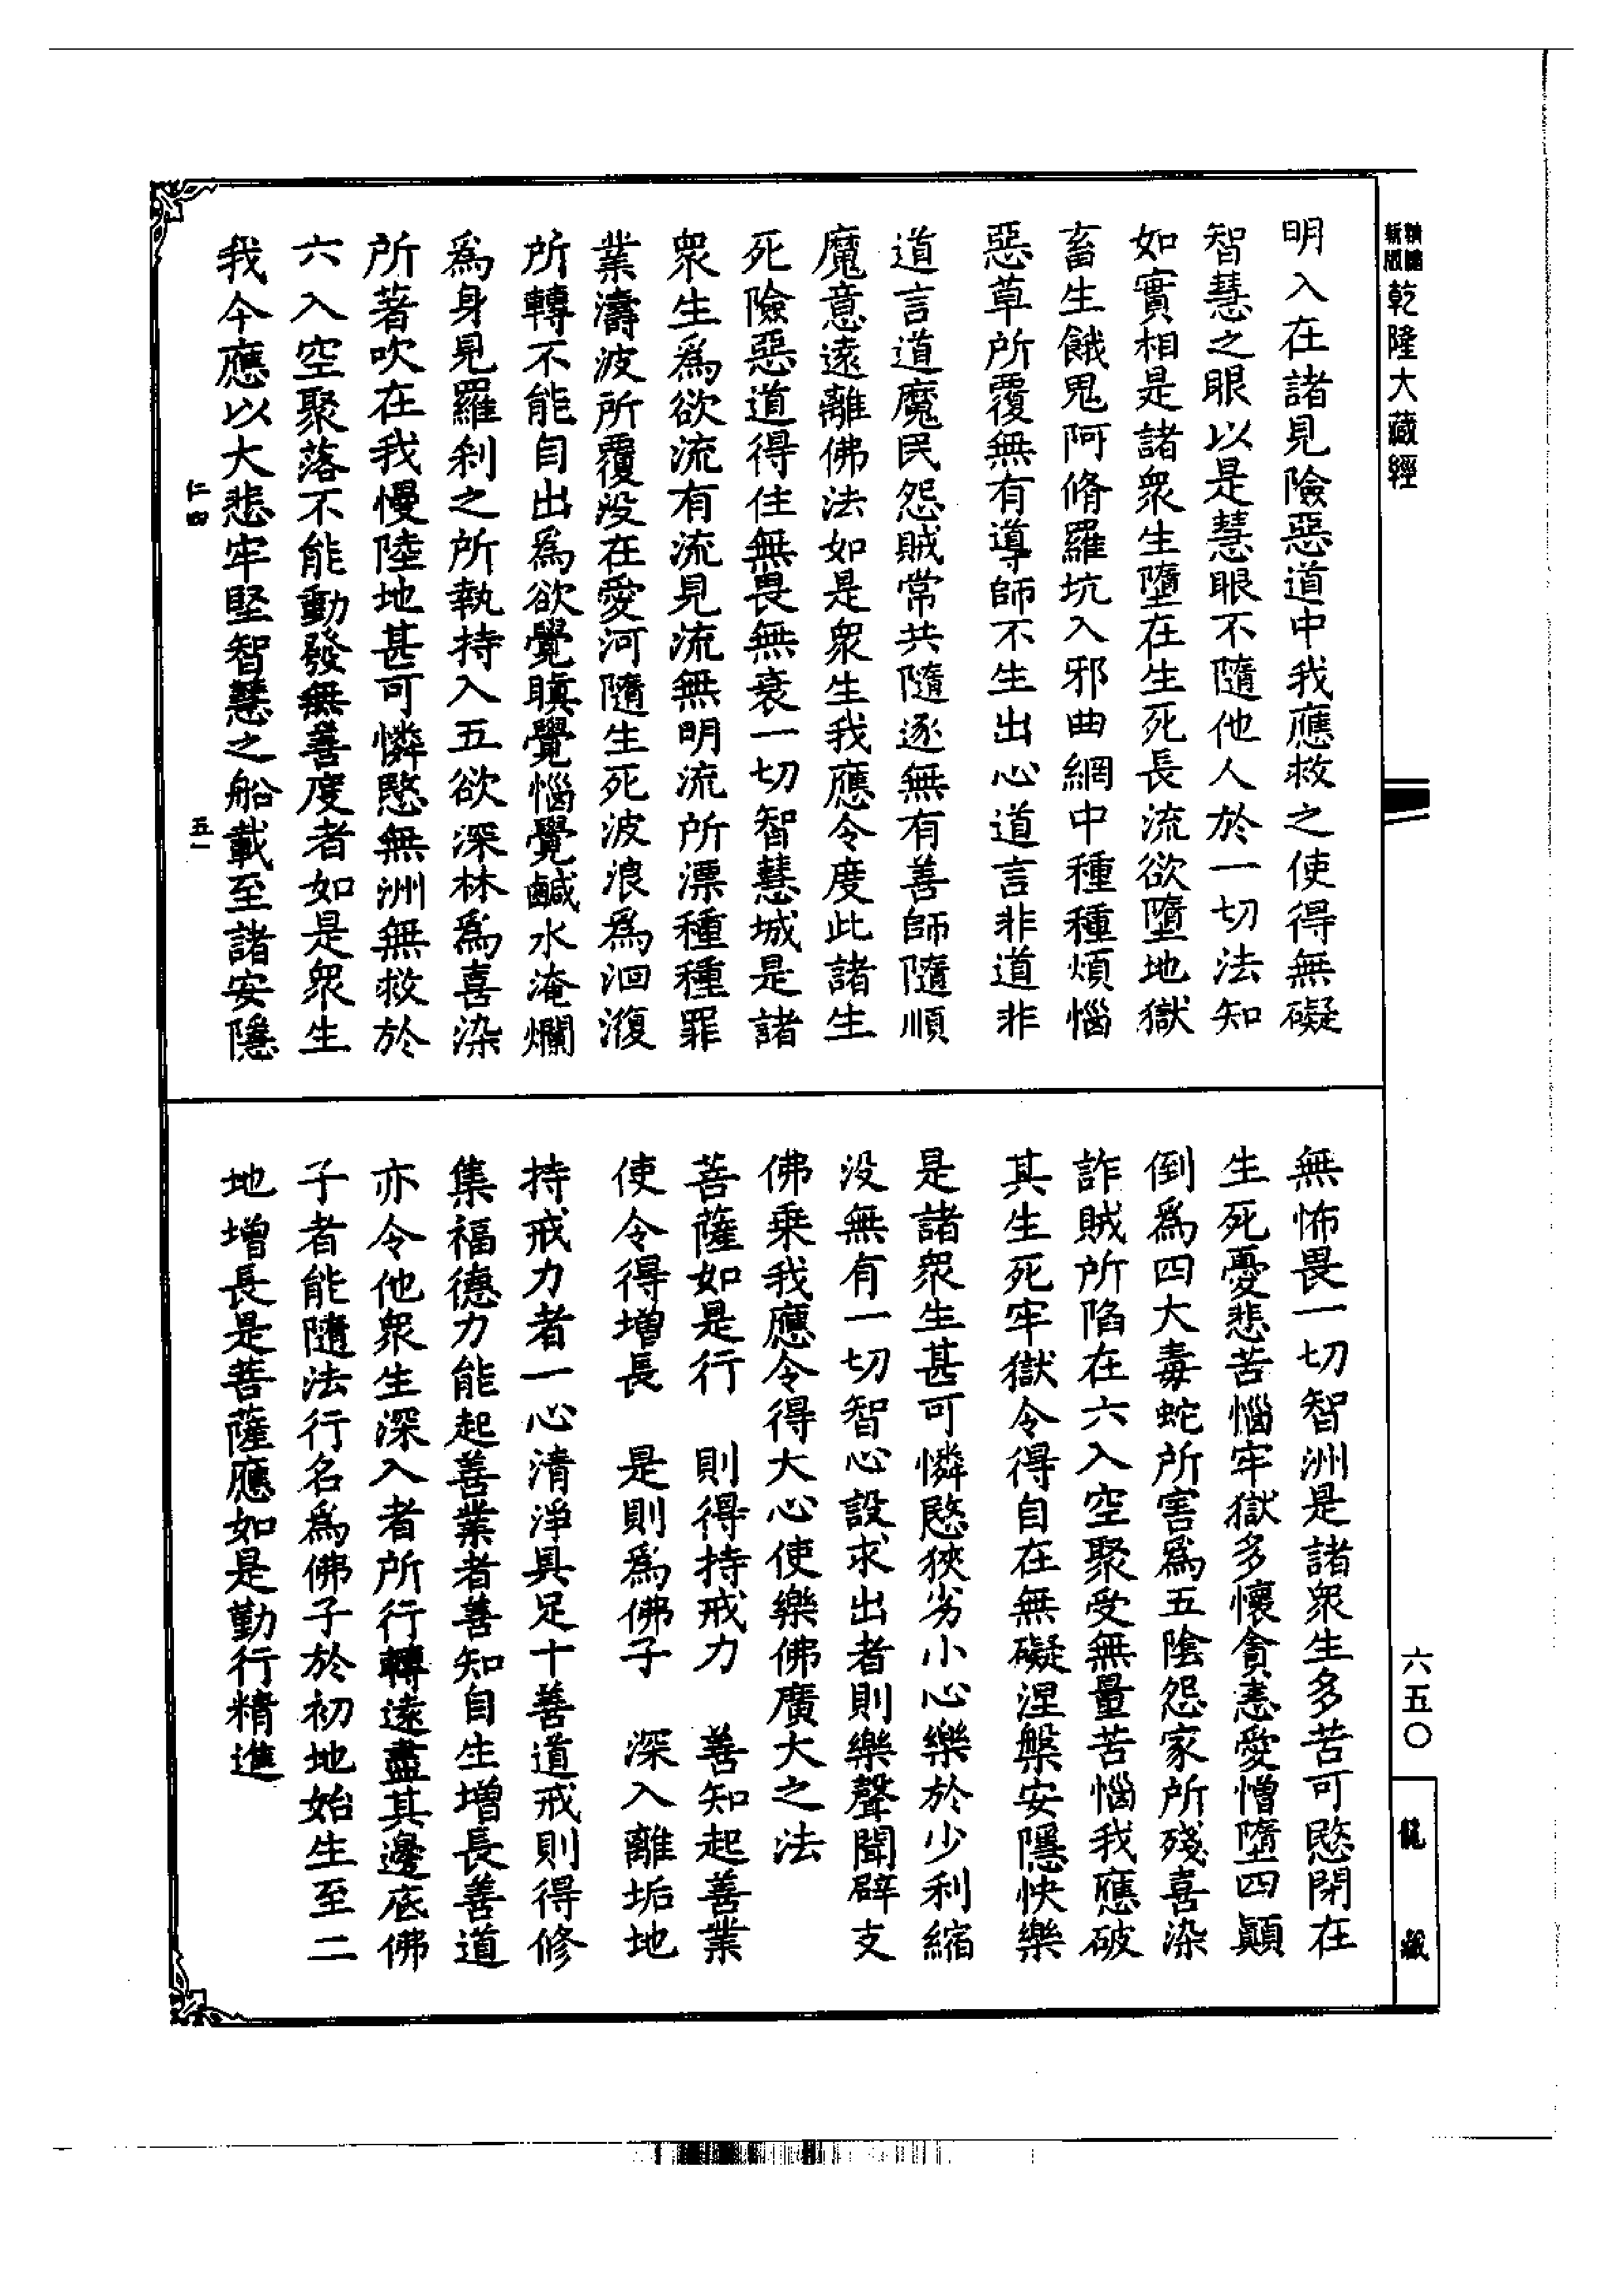 新版
精縮
乾隆大藏經
明入在諸見險惡道中我應救之使得無礙
智慧之眼以是慧眼不隨他人於一切法知
如實相是諸衆生墮在生死長流欲墮地獄
畜生餓鬼阿脩羅坑入邪曲網中種種煩惱
惡草所覆無有導師不生出心道言非道非
道言道魔民怨賊常共隨逐無有善師隨順
魔意遠離佛法如是衆生我應令度此諸生
死險惡道得住無畏無衰一切智慧城是諸
衆生爲欲流有流見流無明流所漂種種罪
業濤波所覆没在愛河隨生死波浪爲洄澓
所轉不能自出爲欲覺瞋覺惱覺鹹水淹爛
爲身見羅刹之所執持入五欲深林爲喜染
所著吹在我慢陸地甚可憐愍無洲無救於
六入空聚落不能動發無善度者如是衆生
我今應以大悲牢堅智慧之船載至諸安隱
仁四
五一
無怖畏一切智洲是諸衆生多苦可愍閉在
生死憂悲苦惱牢獄多懷貪恚愛憎墮四顚
倒爲四大毒蛇所害爲五陰怨家所殘喜染
詐賊所陷在六入空聚受無量苦惱我應破
其生死牢獄令得自在無礙涅槃安隱快樂
是諸衆生甚可憐愍狹劣小心樂於少利縮
没無有一切智心設求出者則樂聲聞辟支
佛乗我應令得大心使樂佛廣大之法
菩薩如是行　則得持戒力　善知起善業
使令得増長　是則爲佛子　深入離垢地
持戒力者一心清淨具足十善道戒則得修
集福德力能起善業者善知自生増長善道
亦令他衆生深入者所行轉遠盡其邊底佛
子者能隨法行名爲佛子於初地始生至二
地増長是菩薩應如是勤行精進
六五〇
龍藏